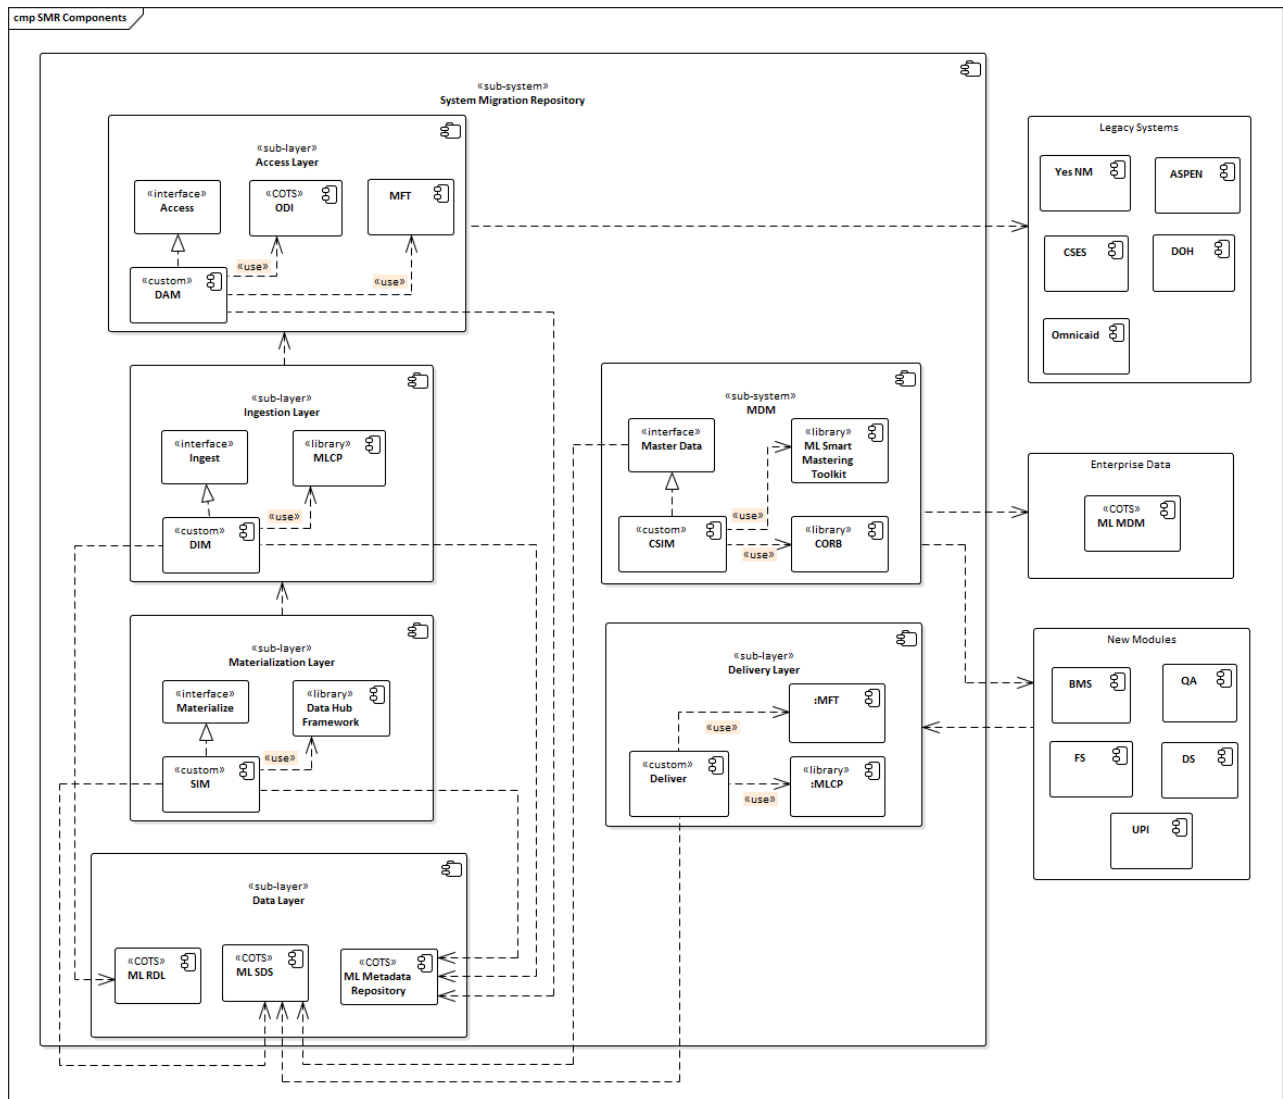 cmp SMR Components
«sub-system»
System Migration Repository
«sub-layer»
Access Layer
«interface»
Access
«COTS»
ODI
MFT
«custom»
DAM
«use»
«use»
«sub-layer»
Ingestion Layer
«interface»
Ingest
«library»
MLCP
«custom»
DIM
«use»
«sub-layer»
Materialization Layer
«interface»
Materialize
«library»
Data Hub
Framework
«custom»
SIM
«use»
«sub-layer»
Data Layer
«COTS»
ML RDL
«COTS»
ML SDS
«COTS»
ML Metadata
Repository
«sub-system»
MDM
«interface»
Master Data
«library»
ML Smart
Mastering
Toolkit
«custom»
CSIM
«use»
«use»
«library»
CORB
«sub-layer»
Delivery Layer
:MFT
«use»
«custom»
Deliver
«use»
«library»
:MLCP
Legacy Systems
Yes NM
ASPEN
CSES
DOH
Omnicaid
Enterprise Data
«COTS»
ML MDM
New Modules
BMS
QA
FS
DS
UPI